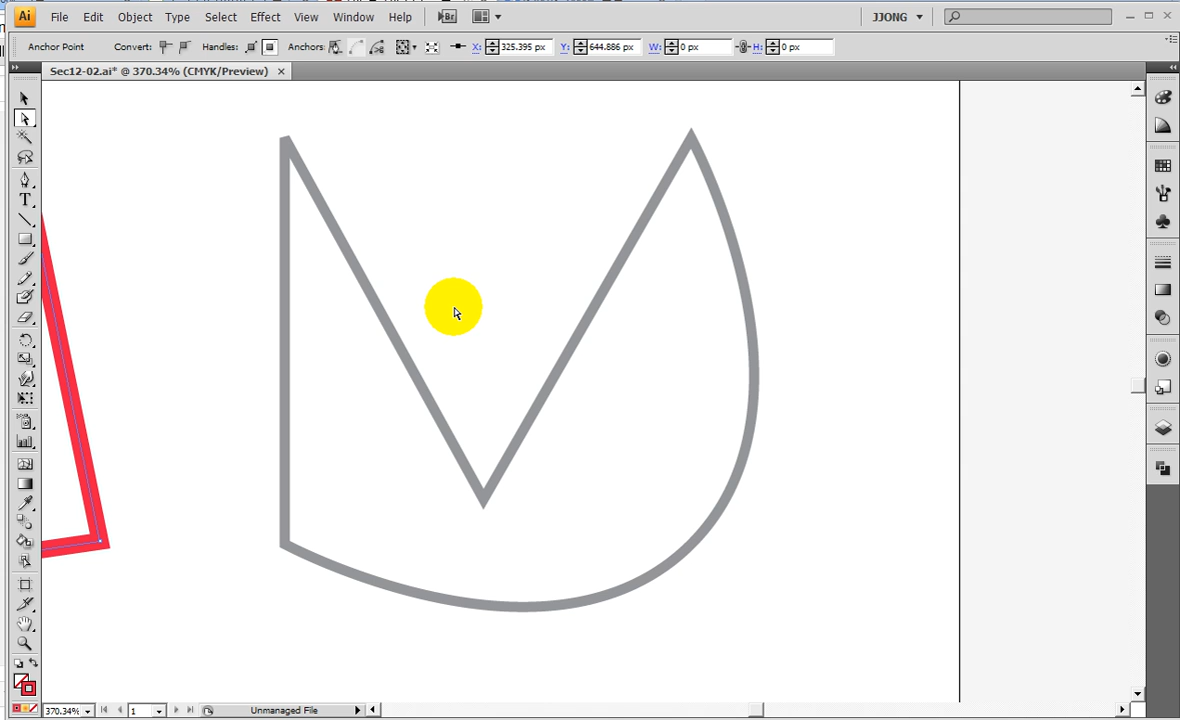 Ai File Edit Object Type Select Effect View Window Help Br JJONG
Anchor Point Convert: Handles: Anchors: X: 325.395 px Y: 644.886 px W: 0 px H: 0 px
Sec12-02.ai* @ 370.34% (CMYK/Preview)
T
370.34% 1 Unmanaged File